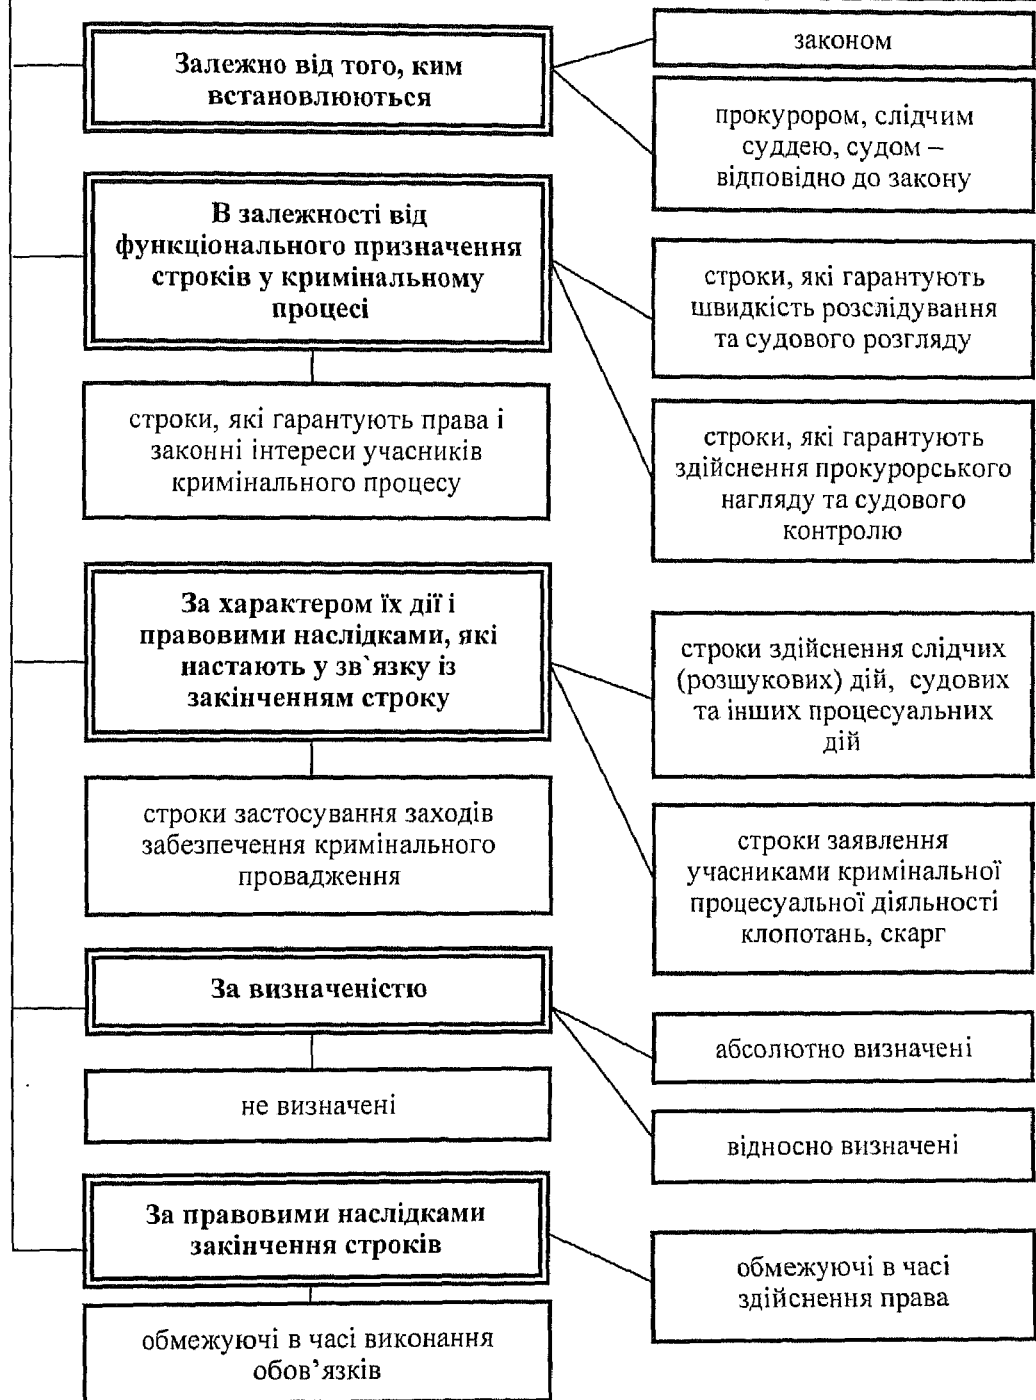 Залежно від того, ким
встановлюються
законом
прокурором, слідчим
суддею, судом –
відповідно до закону
В залежності від
функціонального призначення
строків у кримінальному
процесі
строки, які гарантують
швидкість розслідування
та судового розгляду
строки, які гарантують права і
законні інтереси учасників
кримінального процесу
строки, які гарантують
здійснення прокурорського
нагляду та судового
контролю
За характером їх дії і
правовими наслідками, які
настають у зв`язку із
закінченням строку
строки здійснення слідчих
(розшукових) дій, судових
та інших процесуальних
дій
строки застосування заходів
забезпечення кримінального
провадження
строки заявлення
учасниками кримінальної
процесуальної діяльності
клопотань, скарг
За визначеністю
абсолютно визначені
не визначені
відносно визначені
За правовими наслідками
закінчення строків
обмежуючі в часі
здійснення права
обмежуючі в часі виконання
обов’язків